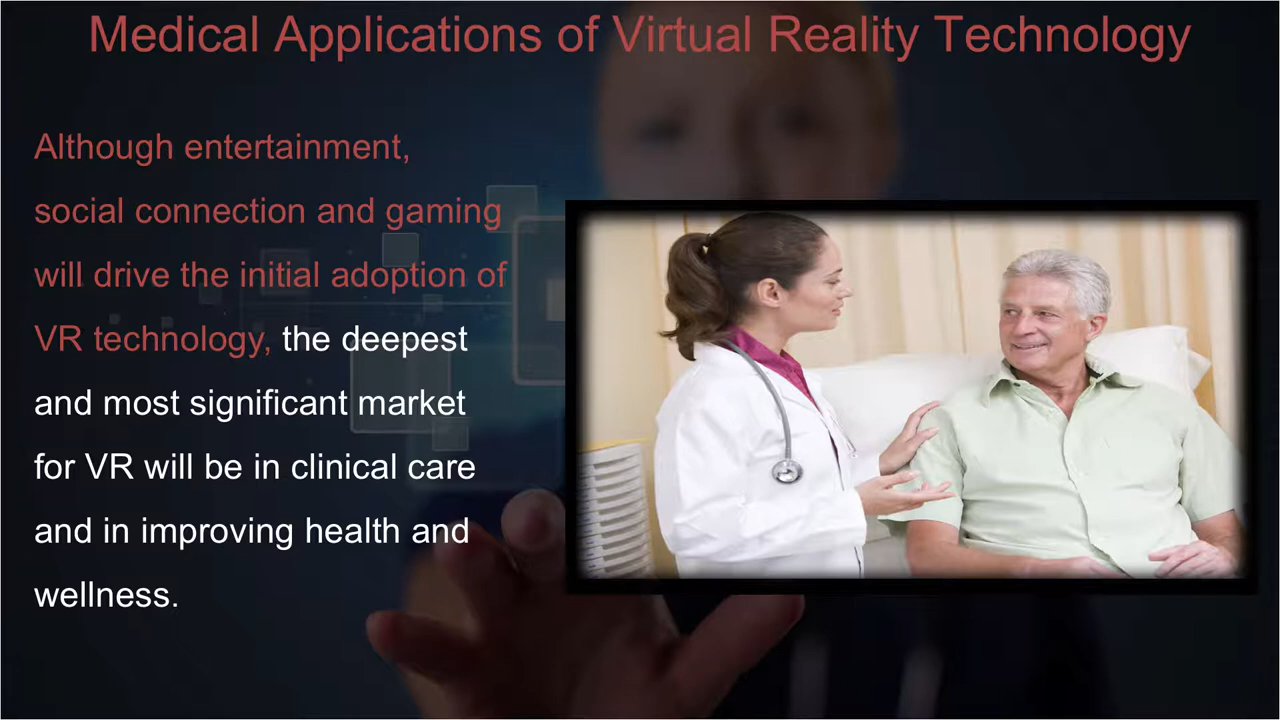 Medical Applications of Virtual Reality Technology
Although entertainment,
social connection and gaming
will drive the initial adoption of
VR technology, the deepest
and most significant market
for VR will be in clinical care
and in improving health and
wellness.